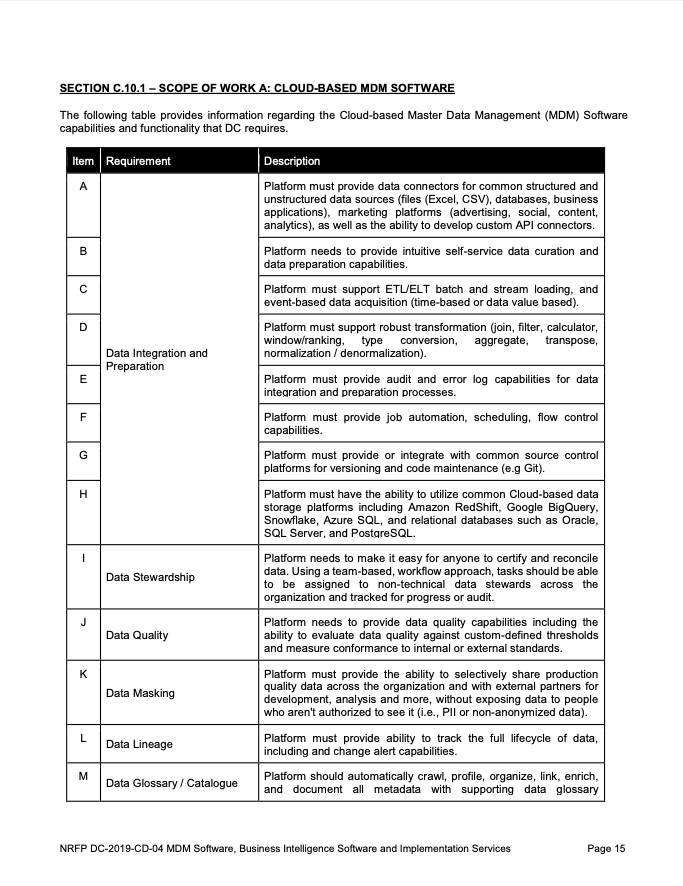 SECTION C.10.1 – SCOPE OF WORK A: CLOUD-BASED MDM SOFTWARE
The following table provides information regarding the Cloud-based Master Data Management (MDM) Software
capabilities and functionality that DC requires.
Item Requirement Description
A
Platform must provide data connectors for common structured and
unstructured data sources (files (Excel, CSV), databases, business
applications), marketing platforms (advertising, social, content,
analytics), as well as the ability to develop custom API connectors.
B
Platform needs to provide intuitive self-service data curation and
data preparation capabilities.
C
Platform must support ETL/ELT batch and stream loading, and
event-based data acquisition (time-based or data value based).
D
Platform must support robust transformation (join, filter, calculator,
window/ranking, type conversion, aggregate, transpose,
normalization / denormalization).
Data Integration and
Preparation
E
Platform must provide audit and error log capabilities for data
integration and preparation processes.
F
Platform must provide job automation, scheduling, flow control
capabilities.
G
Platform must provide or integrate with common source control
platforms for versioning and code maintenance (e.g Git).
H
Platform must have the ability to utilize common Cloud-based data
storage platforms including Amazon RedShift, Google BigQuery,
Snowflake, Azure SQL, and relational databases such as Oracle,
SQL Server, and PostgreSQL.
I
Data Stewardship
Platform needs to make it easy for anyone to certify and reconcile
data. Using a team-based, workflow approach, tasks should be able
to be assigned to non-technical data stewards across the
organization and tracked for progress or audit.
J
Data Quality
Platform needs to provide data quality capabilities including the
ability to evaluate data quality against custom-defined thresholds
and measure conformance to internal or external standards.
K
Data Masking
Platform must provide the ability to selectively share production
quality data across the organization and with external partners for
development, analysis and more, without exposing data to people
who aren't authorized to see it (i.e., PII or non-anonymized data).
L
Data Lineage
Platform must provide ability to track the full lifecycle of data,
including and change alert capabilities.
M
Data Glossary / Catalogue
Platform should automatically crawl, profile, organize, link, enrich,
and document all metadata with supporting data glossary
NRFP DC-2019-CD-04 MDM Software, Business Intelligence Software and Implementation Services Page 15